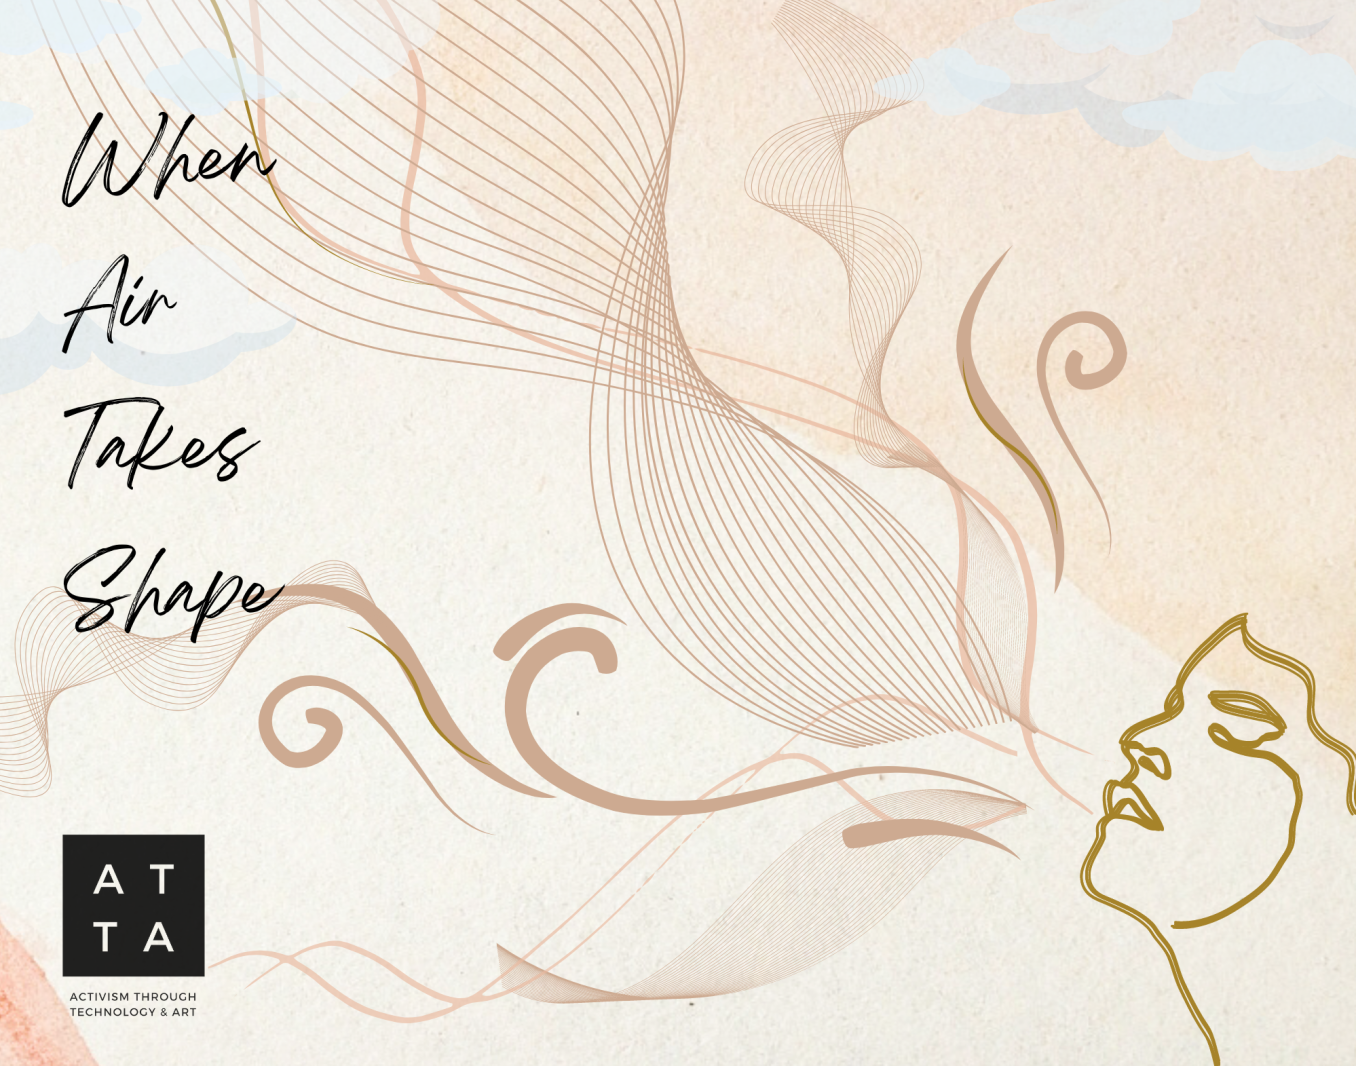 When
Air
Takes
Shape
A T
T A
ACTIVISM THROUGH
TECHNOLOGY & ART